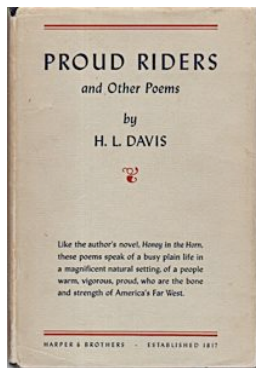 PROUD RIDERS
and Other Poems
by
H. L. DAVIS
Like the author's novel, Honey in the Horn,
these poems speak of a busy plain life in
a magnificent natural setting, of a people
warm, vigorous, proud, who are the bone
and strength of America's Far West.
HARPER & BROTHERS - ESTABLISHED 1817